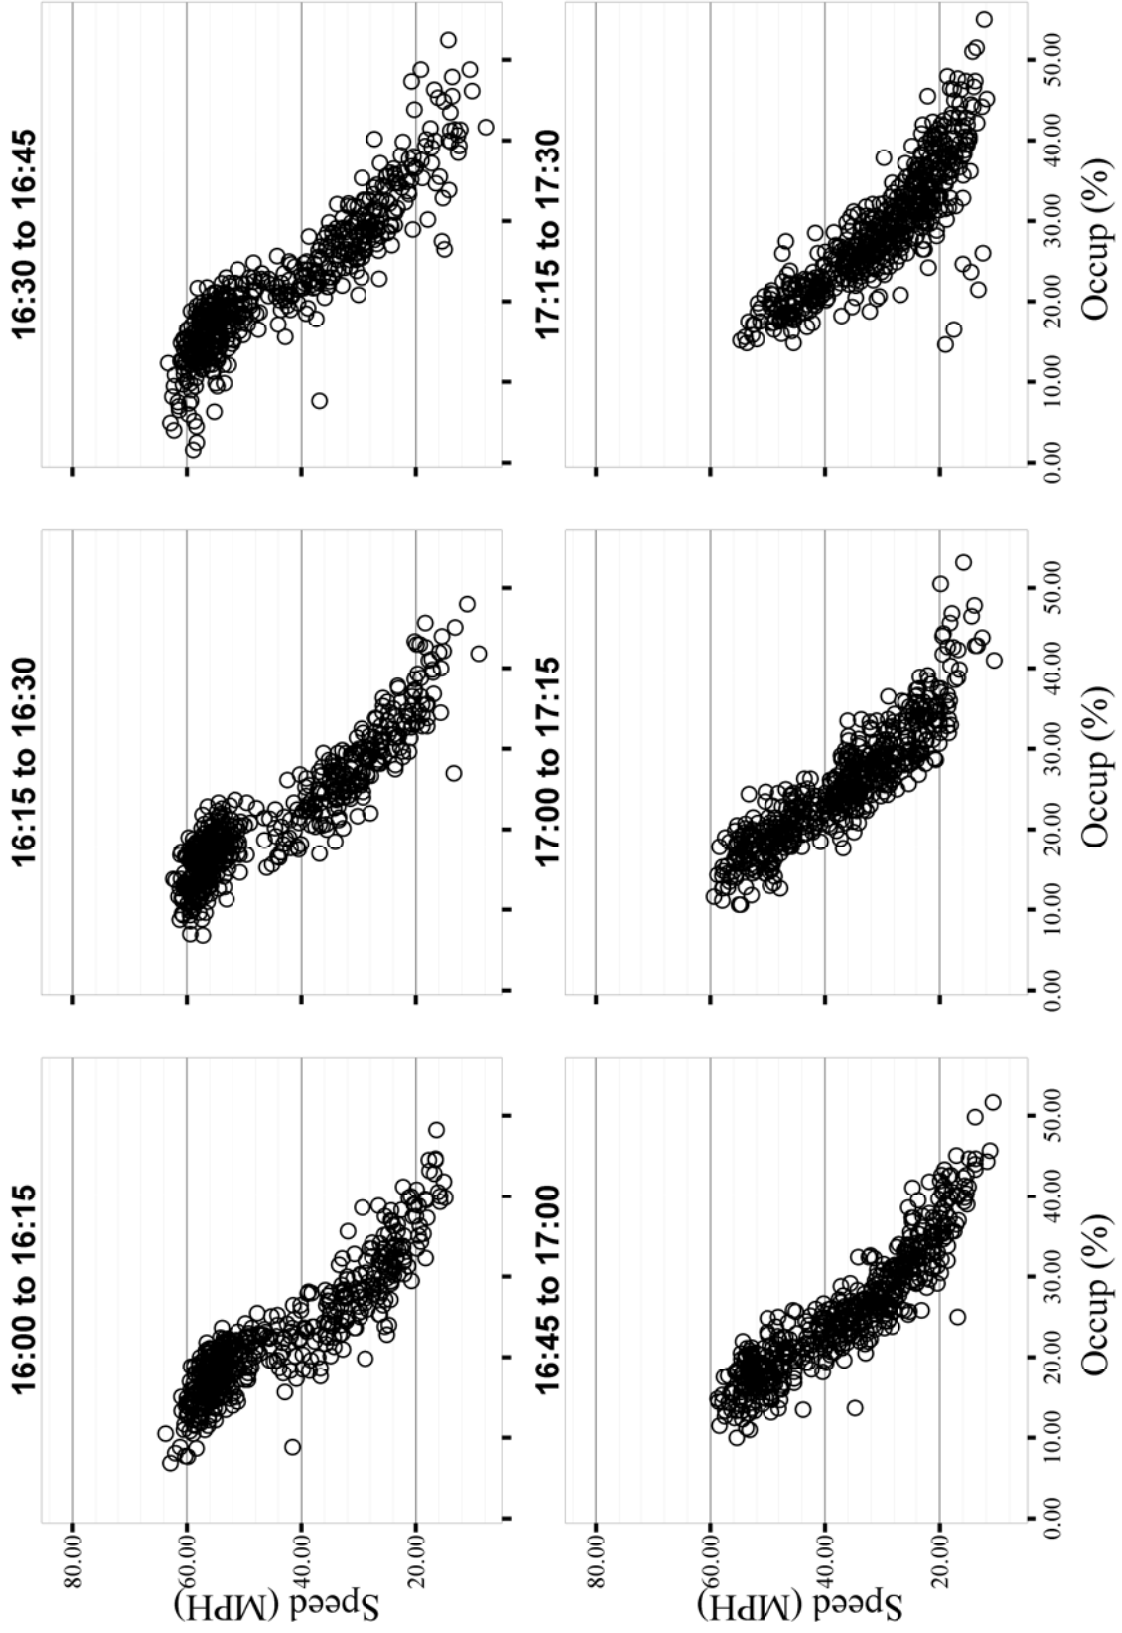 16:00 to 16:15
16:15 to 16:30
16:30 to 16:45
Speed (MPH)
80.00
60.00
40.00
20.00
16:45 to 17:00
17:00 to 17:15
17:15 to 17:30
Speed (MPH)
80.00
60.00
40.00
20.00
0.00 10.00 20.00 30.00 40.00 50.00
0.00 10.00 20.00 30.00 40.00 50.00
0.00 10.00 20.00 30.00 40.00 50.00
Occup (%)
Occup (%)
Occup (%)